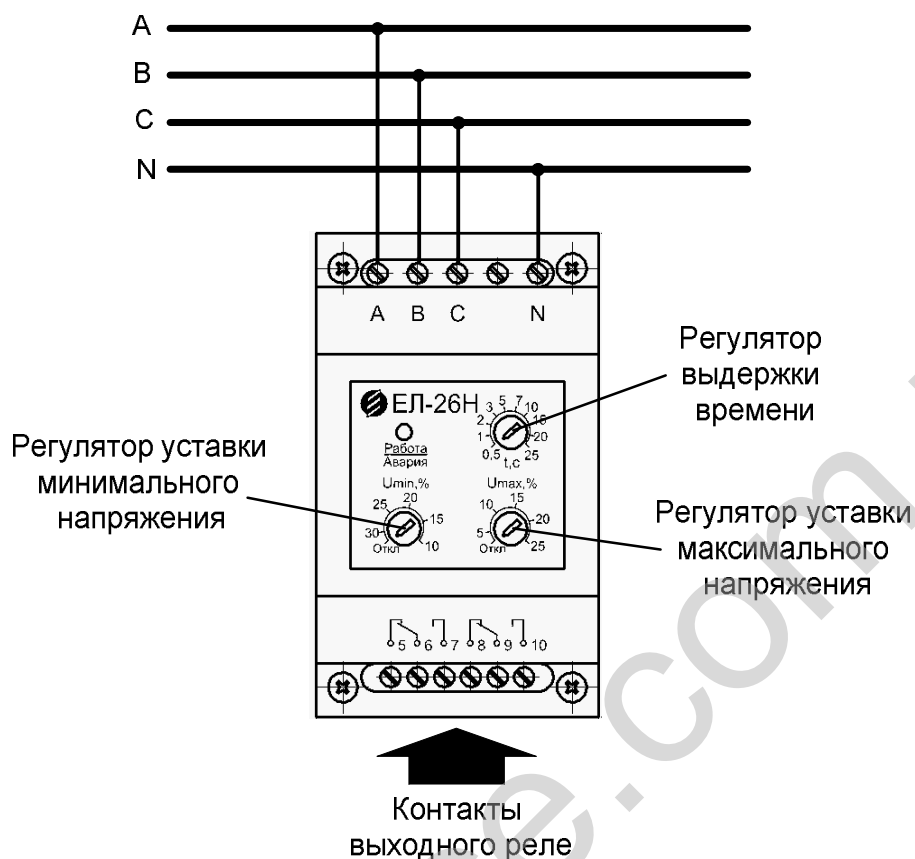 A
B
C
N
A B C N
Регулятор
выдержки
времени
ЕЛ-26Н
Работа
Авария
0,5 1 2 3 5 7 10 15 20 25
t,c
Регулятор уставки
минимального
напряжения
Umin,%
Откл 30 25 20 15 10
Umax,%
Откл 5 10 15 20 25
Регулятор уставки
максимального
напряжения
5 6 7 8 9 10
Контакты
выходного реле